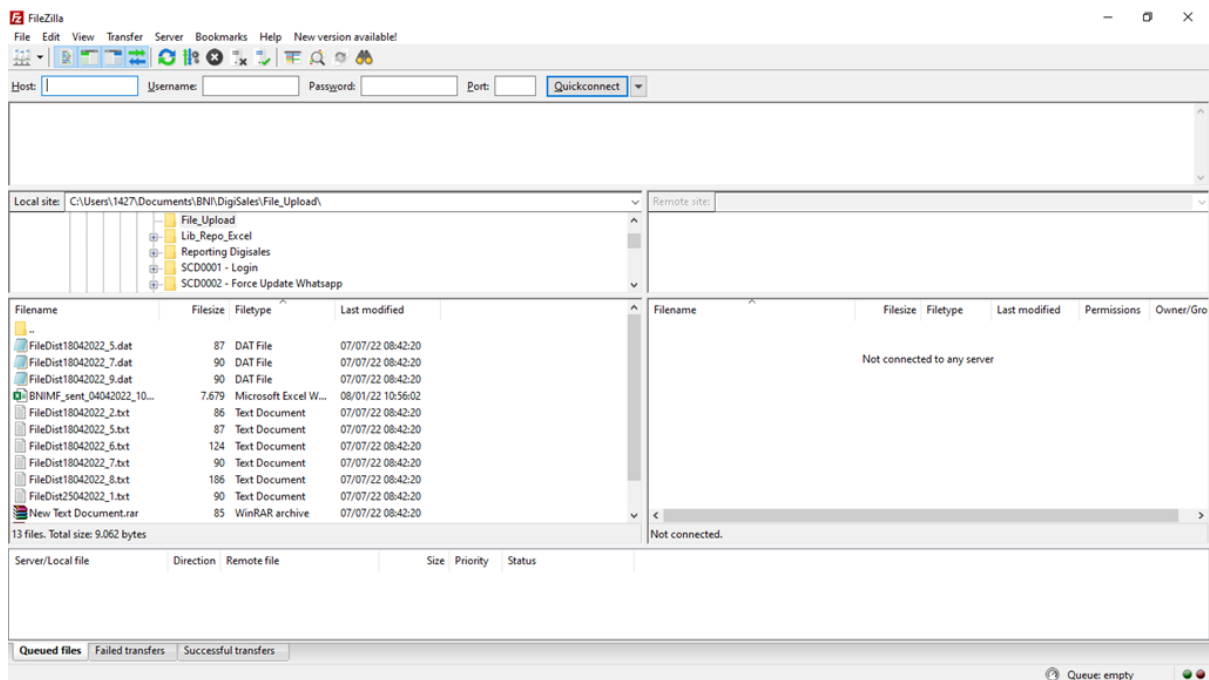 FileZilla
File Edit View Transfer Server Bookmarks Help New version available!
Host: Username: Password: Port: Quickconnect
Local site: C:\Users\1427\Documents\BNI\DigiSales\File_Upload\
Remote site:
File_Upload
Lib_Repo_Excel
Reporting Digisales
SCD0001 - Login
SCD0002 - Force Update Whatsapp
Filename Filesize Filetype Last modified
..
FileDist18042022_5.dat 87 DAT File 07/07/22 08:42:20
FileDist18042022_7.dat 90 DAT File 07/07/22 08:42:20
FileDist18042022_9.dat 90 DAT File 07/07/22 08:42:20
BNIMF_sent_04042022_10... 7.679 Microsoft Excel W... 08/01/22 10:56:02
FileDist18042022_2.txt 86 Text Document 07/07/22 08:42:20
FileDist18042022_5.txt 87 Text Document 07/07/22 08:42:20
FileDist18042022_6.txt 124 Text Document 07/07/22 08:42:20
FileDist18042022_7.txt 90 Text Document 07/07/22 08:42:20
FileDist18042022_8.txt 186 Text Document 07/07/22 08:42:20
FileDist25042022_1.txt 90 Text Document 07/07/22 08:42:20
New Text Document.rar 85 WinRAR archive 07/07/22 08:42:20
13 files. Total size: 9.062 bytes
Filename Filesize Filetype Last modified Permissions Owner/Gro
Not connected to any server
Not connected.
Server/Local file Direction Remote file Size Priority Status
Queued files Failed transfers Successful transfers
Queue: empty